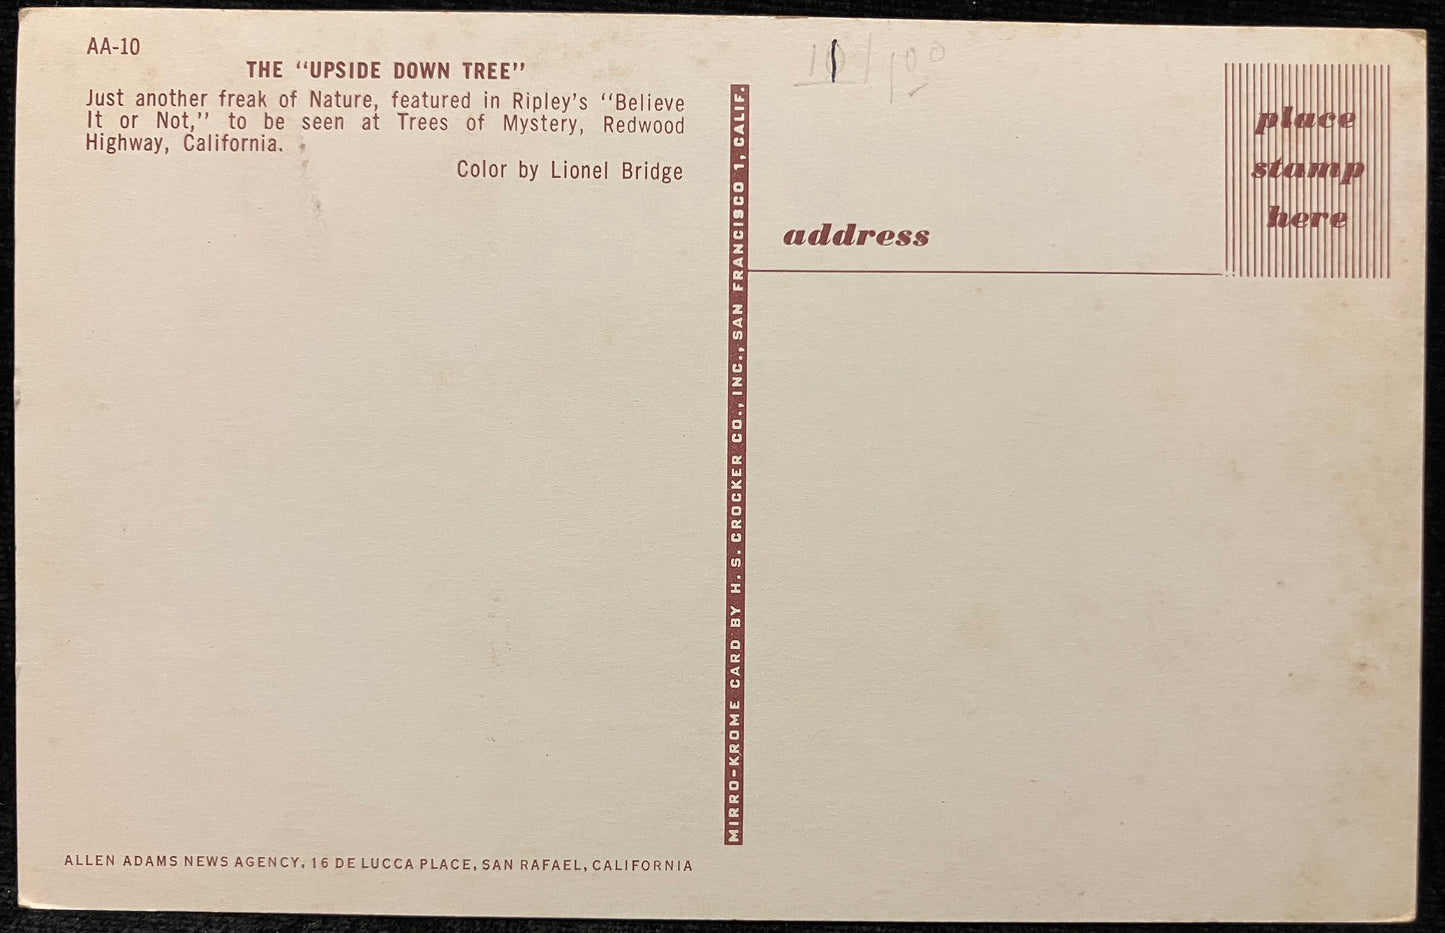 AA-10
THE “UPSIDE DOWN TREE”
Just another freak of Nature, featured in Ripley’s “Believe
It or Not,” to be seen at Trees of Mystery, Redwood
Highway, California.
Color by Lionel Bridge
ALLEN ADAMS NEWS AGENCY, 16 DE LUCCA PLACE, SAN RAFAEL, CALIFORNIA
MIRRO-KROME CARD BY H. S. CROCKER CO., INC., SAN FRANCISCO 1, CALIF.
address
place
stamp
here